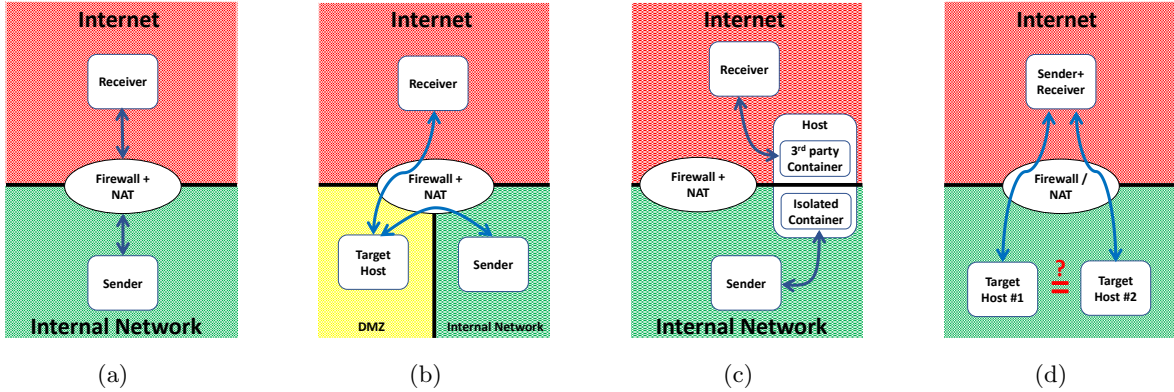 Internet
Receiver
Firewall +
NAT
Sender
Internal Network
(a)
Internet
Receiver
Firewall +
NAT
Target
Host
Sender
DMZ
Internal Network
(b)
Internet
Receiver
Host
3rd party
Container
Firewall +
NAT
Isolated
Container
Sender
Internal Network
(c)
Internet
Sender+
Receiver
Firewall /
NAT
Target
Host #1
?
=
Target
Host #2
(d)